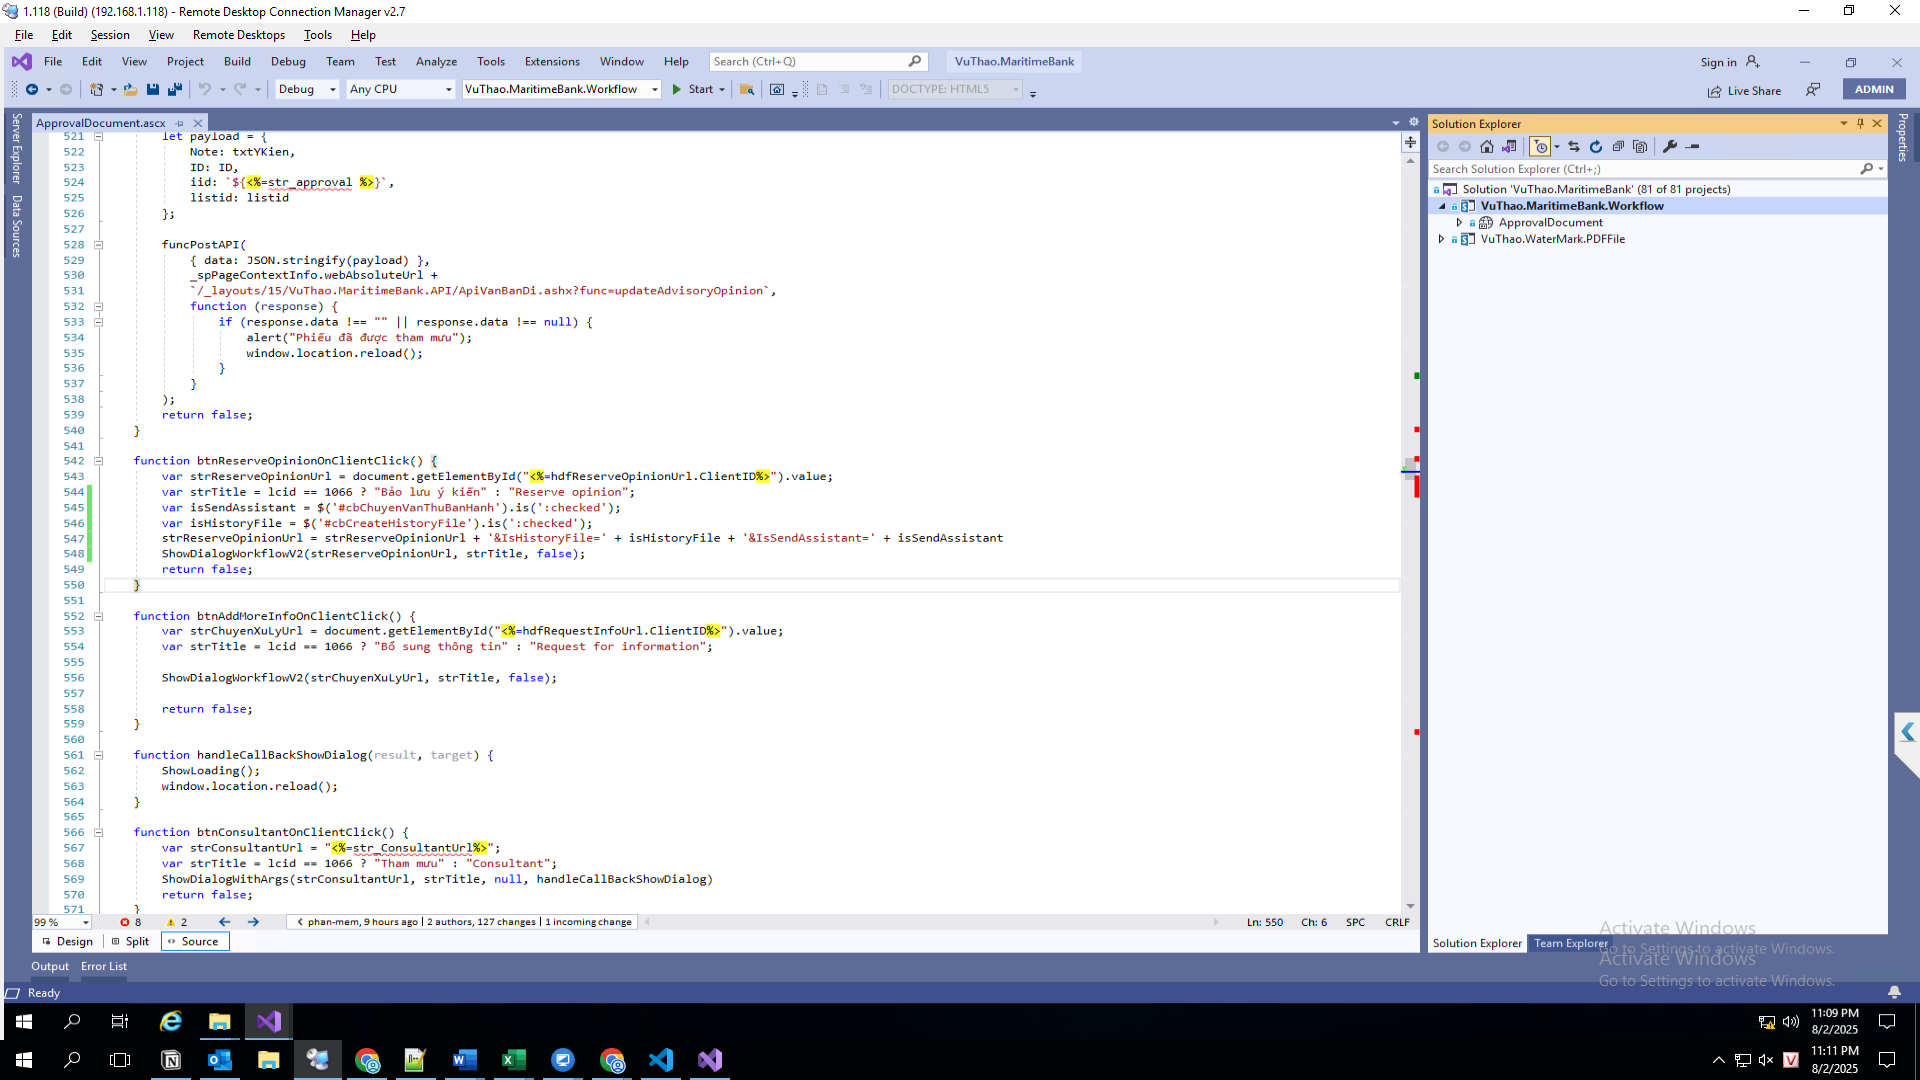 1.118 (Build) (192.168.1.118) - Remote Desktop Connection Manager v2.7
File Edit Session View Remote Desktops Tools Help
File Edit View Project Build Debug Team Test Analyze Tools Extensions Window Help Search (Ctrl+Q) VuThao.MaritimeBank Sign in
Debug Any CPU VuThao.MaritimeBank.Workflow Start DOCTYPE: HTML5 Live Share ADMIN
Server Explorer
Data Sources
ApprovalDocument.ascx
521 let payload = {
522 Note: txtYKien,
523 ID: ID,
524 iid: `${<%=str_approval %>}`,
525 listid: listid
526 };
527
528 funcPostAPI(
529 { data: JSON.stringify(payload) },
530 _spPageContextInfo.webAbsoluteUrl +
531 `/_layouts/15/VuThao.MaritimeBank.API/ApiVanBanDi.ashx?func=updateAdvisoryOpinion`,
532 function (response) {
533 if (response.data !== "" || response.data !== null) {
534 alert("Phiếu đã được tham mưu");
535 window.location.reload();
536 }
537 }
538 );
539 return false;
540 }
541
542 function btnReserveOpinionOnClientClick() {
543 var strReserveOpinionUrl = document.getElementById("<%=hdfReserveOpinionUrl.ClientID%>").value;
544 var strTitle = lcid == 1066 ? "Bảo lưu ý kiến" : "Reserve opinion";
545 var isSendAssistant = $('#cbChuyenVanThuBanHanh').is(':checked');
546 var isHistoryFile = $('#cbCreateHistoryFile').is(':checked');
547 strReserveOpinionUrl = strReserveOpinionUrl + '&IsHistoryFile=' + isHistoryFile + '&IsSendAssistant=' + isSendAssistant
548 ShowDialogWorkflowV2(strReserveOpinionUrl, strTitle, false);
549 return false;
550 }
551
552 function btnAddMoreInfoOnClientClick() {
553 var strChuyenXuLyUrl = document.getElementById("<%=hdfRequestInfoUrl.ClientID%>").value;
554 var strTitle = lcid == 1066 ? "Bổ sung thông tin" : "Request for information";
555
556 ShowDialogWorkflowV2(strChuyenXuLyUrl, strTitle, false);
557
558 return false;
559 }
560
561 function handleCallBackShowDialog(result, target) {
562 ShowLoading();
563 window.location.reload();
564 }
565
566 function btnConsultantOnClientClick() {
567 var strConsultantUrl = "<%=str_ConsultantUrl%>";
568 var strTitle = lcid == 1066 ? "Tham mưu" : "Consultant";
569 ShowDialogWithArgs(strConsultantUrl, strTitle, null, handleCallBackShowDialog)
570 return false;
571 }
99 % 8 2 phan-mem, 9 hours ago | 2 authors, 127 changes | 1 incoming change Ln: 550 Ch: 6 SPC CRLF
Design Split Source
Output Error List
Ready
Solution Explorer
Search Solution Explorer (Ctrl+;)
Solution 'VuThao.MaritimeBank' (81 of 81 projects)
VuThao.MaritimeBank.Workflow
ApprovalDocument
VuThao.WaterMark.PDFFile
Properties
Solution Explorer Team Explorer
Activate Windows
Go to Settings to activate Windows.
Activate Windows
Go to Settings to activate Windows.
11:09 PM
8/2/2025
11:11 PM
8/2/2025